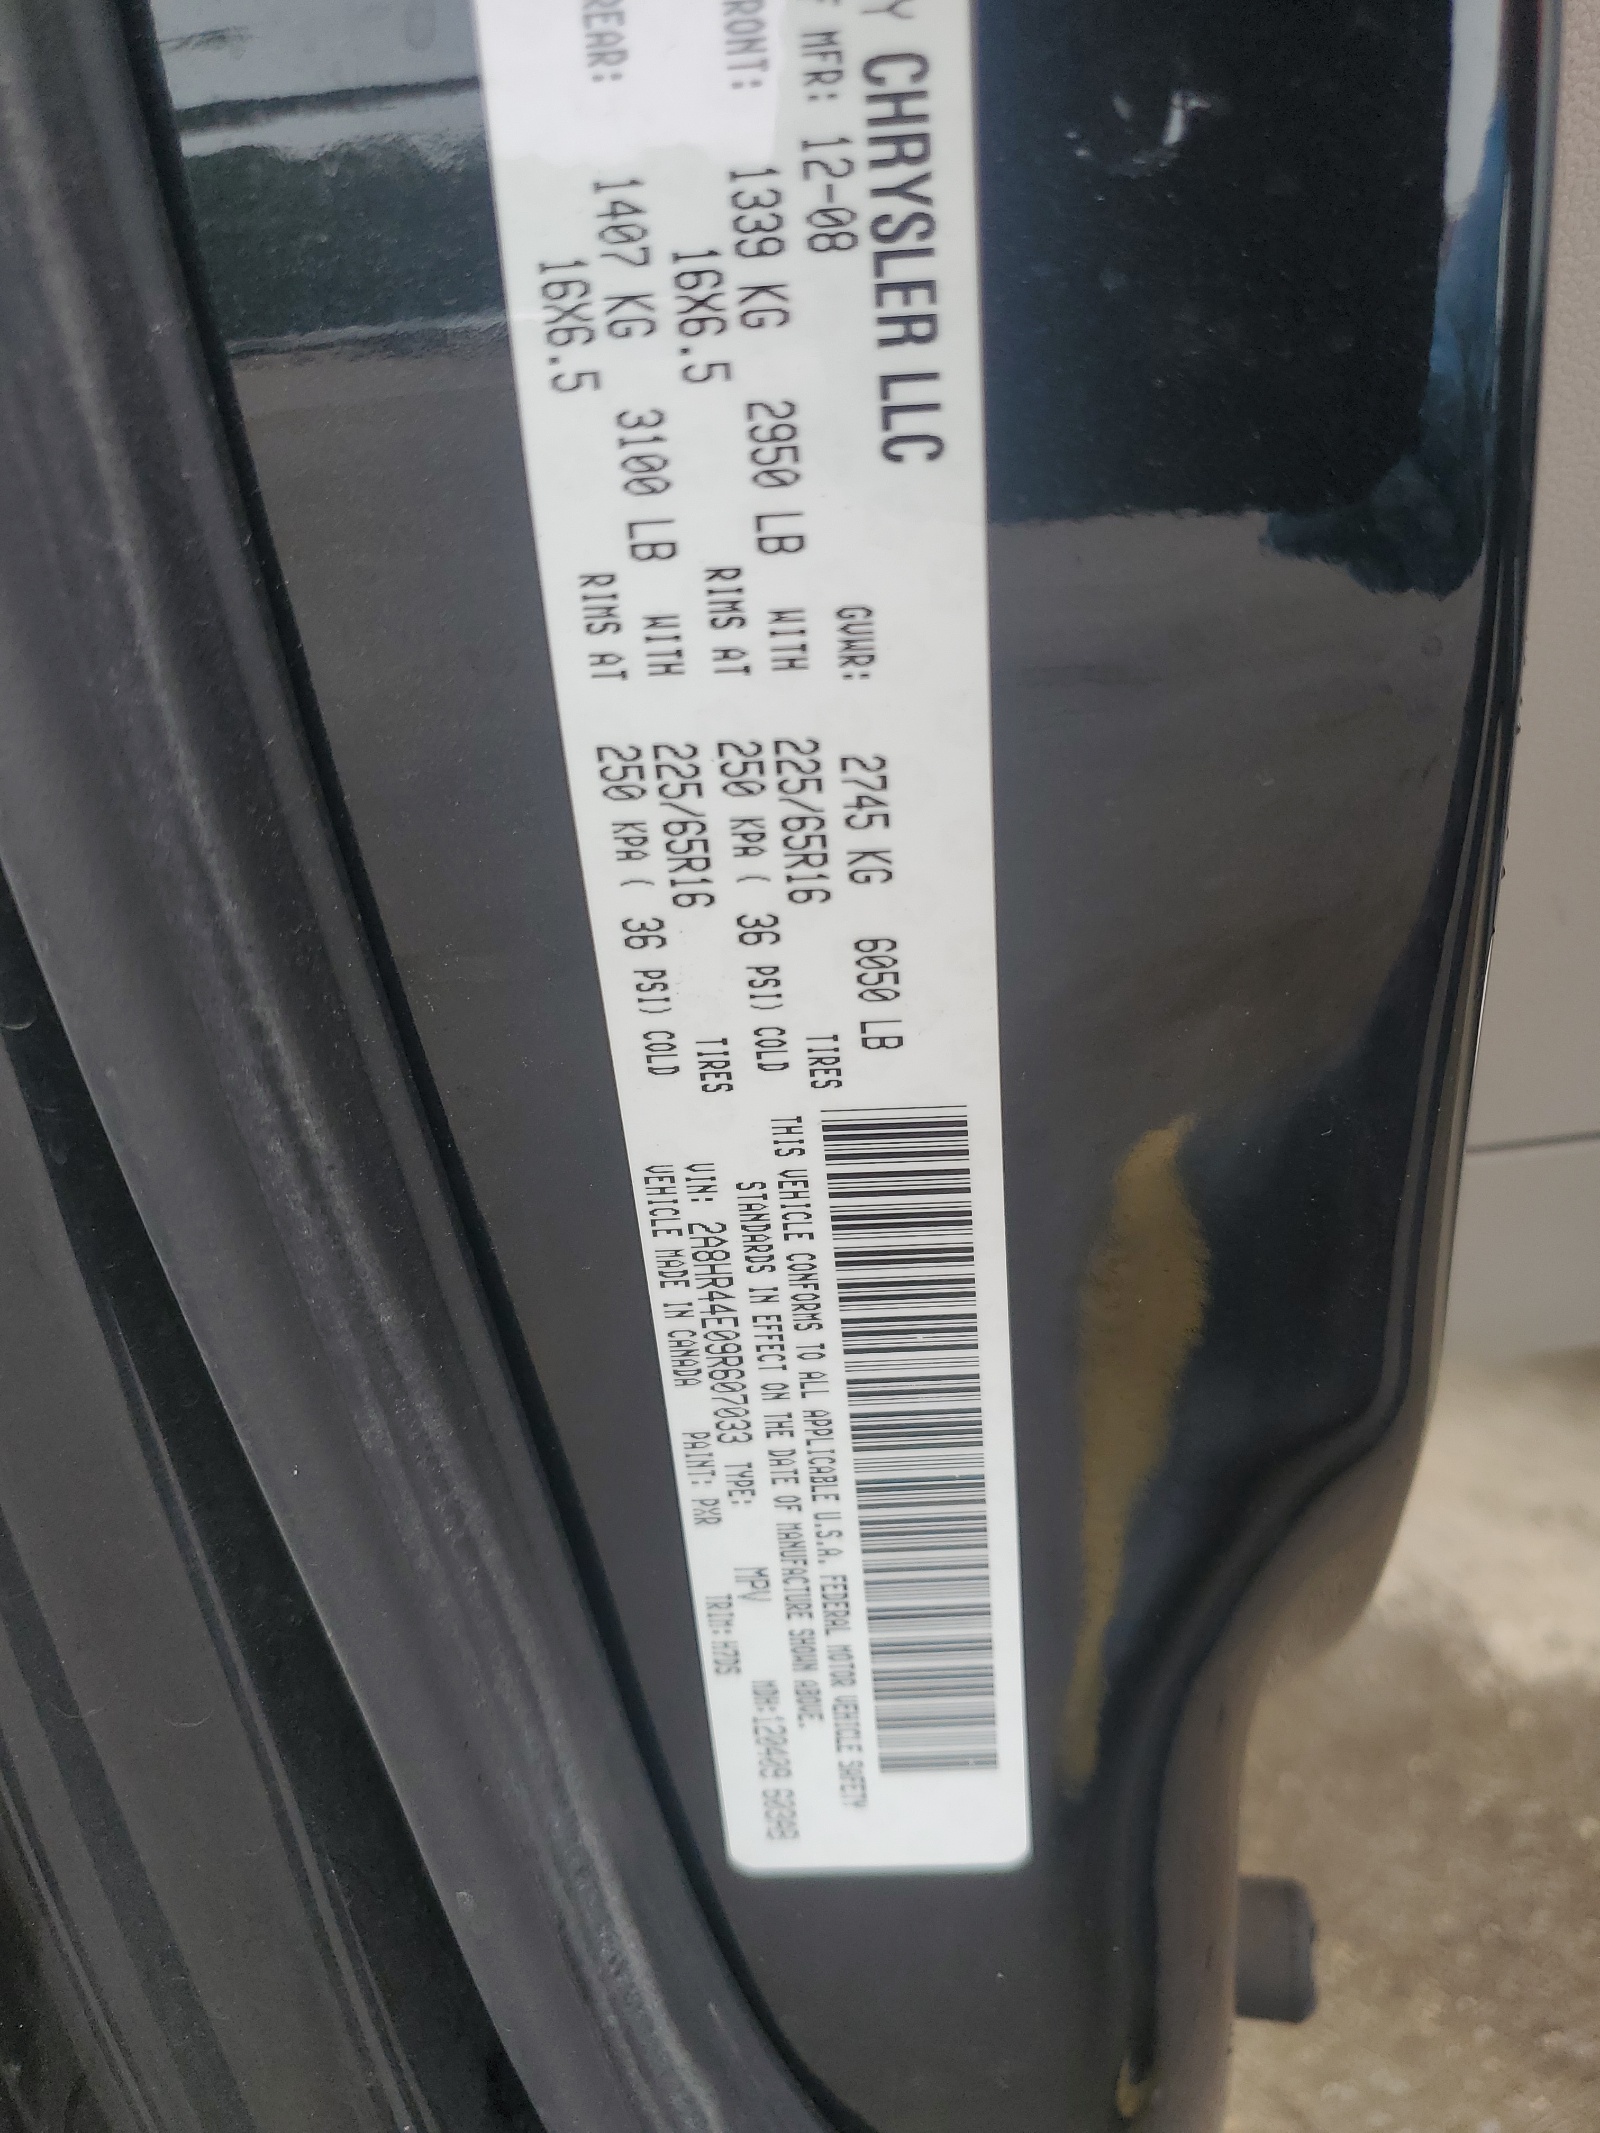 Y CHRYSLER LLC
F MFR: 12-08 GVWR: 2745 KG 6050 LB
RONT: 1339 KG 2950 LB WITH 225/65R16 TIRES
16X6.5 RIMS AT 250 KPA ( 36 PSI) COLD
REAR: 1407 KG 3100 LB WITH 225/65R16 TIRES
16X6.5 RIMS AT 250 KPA ( 36 PSI) COLD
THIS VEHICLE CONFORMS TO ALL APPLICABLE U.S.A. FEDERAL MOTOR VEHICLE SAFETY
STANDARDS IN EFFECT ON THE DATE OF MANUFACTURE SHOWN ABOVE.
VIN: 2A8HR44E09R607033 TYPE: MPV MDH:120409
VEHICLE MADE IN CANADA PAINT: PXR TRIM:H7DS